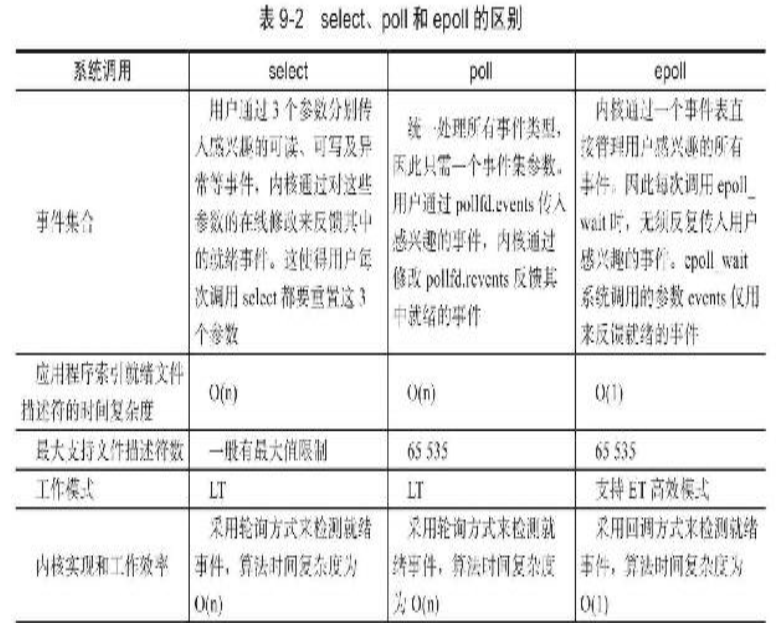 表 9-2 select、poll 和 epoll 的区别
系统调用 select poll epoll
事件集合
用户通过 3 个参数分别传
入感兴趣的可读、可写及异
常等事件，内核通过对这些
参数的在线修改来反馈其中
的就绪事件。这使得用户每
次调用 select 都要重置这 3
个参数
统一处理所有事件类型，
因此只需一个事件集参数。
用户通过 pollfd.events 传入
感兴趣的事件，内核通过
修改 pollfd.revents 反馈其
中就绪的事件
内核通过一个事件表直
接管理用户感兴趣的所有
事件。因此每次调用 epoll_
wait 时，无须反复传入用户
感兴趣的事件。epoll_wait
系统调用的参数 events 仅用
来反馈就绪的事件
应用程序索引就绪文件
描述符的时间复杂度
O(n) O(n) O(1)
最大支持文件描述符数 一般有最大值限制 65 535 65 535
工作模式 LT LT 支持 ET 高效模式
内核实现和工作效率
采用轮询方式来检测就绪
事件，算法时间复杂度为
O(n)
采用轮询方式来检测就
绪事件，算法时间复杂度
为 O(n)
采用回调方式来检测就绪
事件，算法时间复杂度为
O(1)